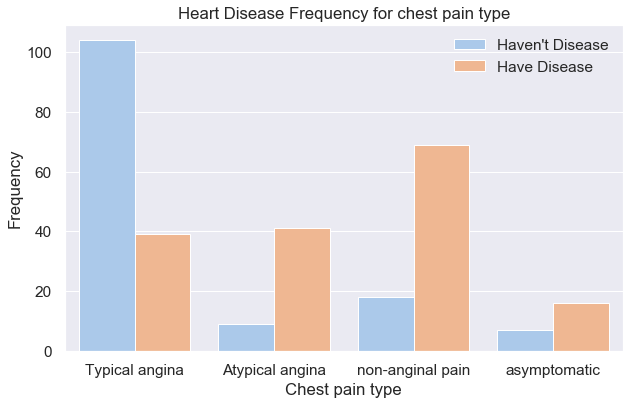 Heart Disease Frequency for chest pain type
Haven't Disease
Have Disease
Frequency
100
80
60
40
20
0
Typical angina
Atypical angina
non-anginal pain
asymptomatic
Chest pain type